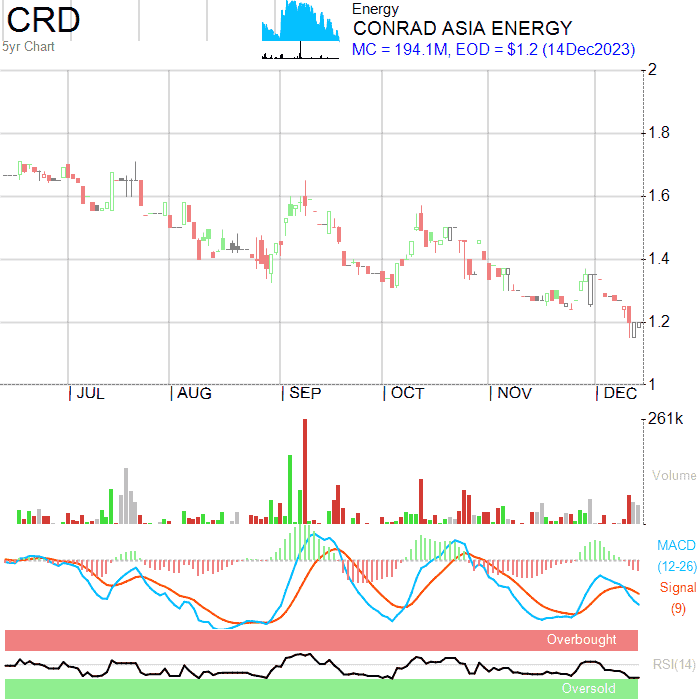 CRD
5yr Chart
Energy
CONRAD ASIA ENERGY
MC = 194.1M, EOD = $1.2 (14Dec2023)
2
1.8
1.6
1.4
1.2
1
JUL AUG SEP OCT NOV DEC
261k
Volume
MACD
(12-26)
Signal
(9)
Overbought
RSI(14)
Oversold